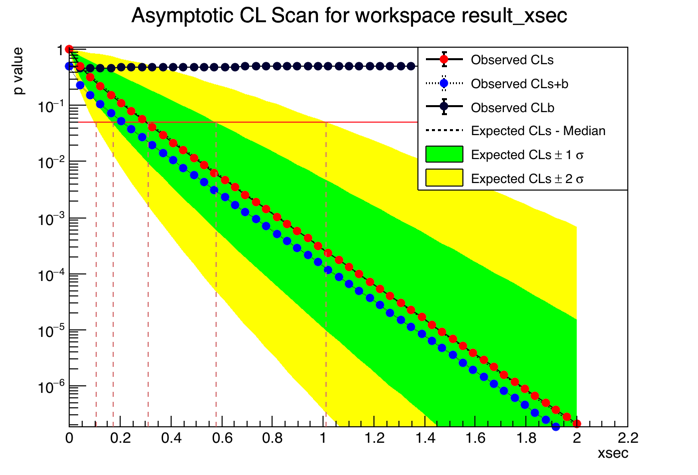 Asymptotic CL Scan for workspace result_xsec
p value
1
10⁻¹
10⁻²
10⁻³
10⁻⁴
10⁻⁵
10⁻⁶
Observed CLs
Observed CLs+b
Observed CLb
Expected CLs - Median
Expected CLs ± 1 σ
Expected CLs ± 2 σ
0 0.2 0.4 0.6 0.8 1 1.2 1.4 1.6 1.8 2 2.2
xsec